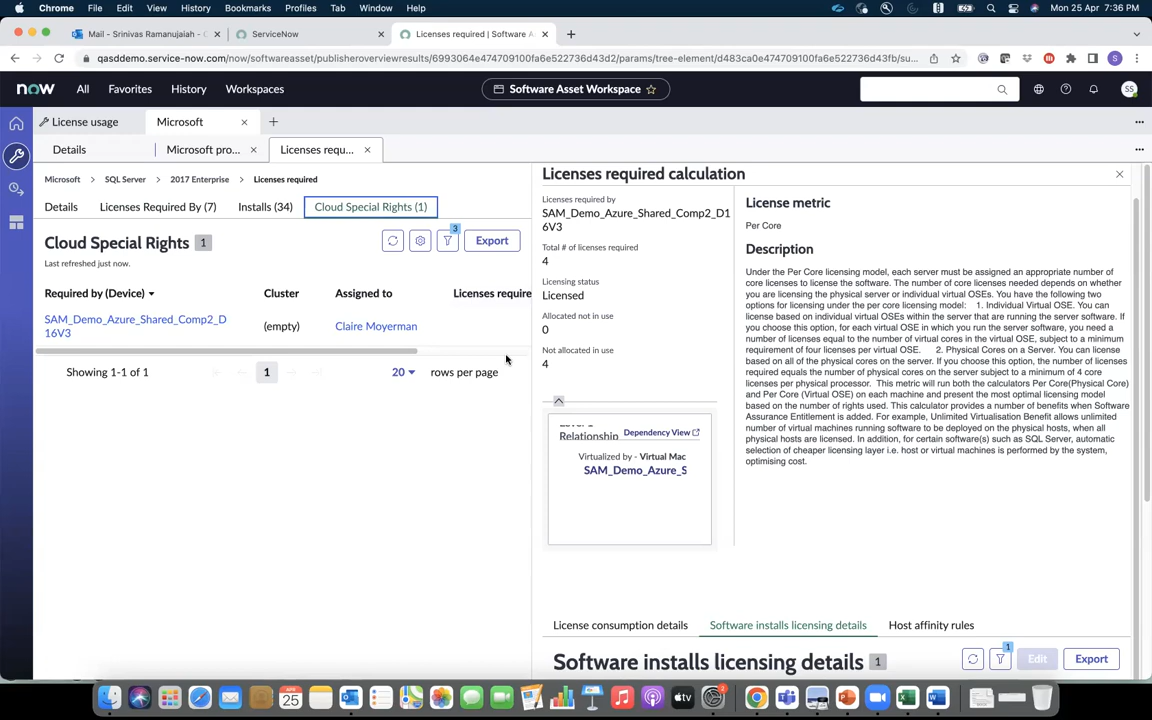 Chrome File Edit View History Bookmarks Profiles Tab Window Help Mon 25 Apr 7:36 PM
Mail - Srinivas Ramanujaiah - ServiceNow Licenses required | Software A
qasddemo.service-now.com/now/softwareasset/publisheroverviewresults/6993064e474709100fa6e522736d43d2/params/tree-element/d483ca0e474709100fa6e522736d43fb/su...
now All Favorites History Workspaces Software Asset Workspace SS
License usage Microsoft
Details Microsoft pro... Licenses requ...
Microsoft > SQL Server > 2017 Enterprise > Licenses required
Details Licenses Required By (7) Installs (34) Cloud Special Rights (1)
Cloud Special Rights 1 3 Export
Last refreshed just now.
Required by (Device) Cluster Assigned to Licenses require
SAM_Demo_Azure_Shared_Comp2_D
16V3 (empty) Claire Moyerman
Showing 1-1 of 1 1 20 rows per page
Licenses required calculation
Licenses required by
SAM_Demo_Azure_Shared_Comp2_D1
6V3
Total # of licenses required
4
Licensing status
Licensed
Allocated not in use
0
Not allocated in use
4
Relationship Dependency View
Virtualized by - Virtual Mac
SAM_Demo_Azure_S
License metric
Per Core
Description
Under the Per Core licensing model, each server must be assigned an appropriate number of
core licenses to license the software. The number of core licenses needed depends on whether
you are licensing the physical server or individual virtual OSEs. You have the following two
options for licensing under the per core licensing model: 1. Individual Virtual OSE. You can
license based on individual virtual OSEs within the server that are running the server software. If
you choose this option, for each virtual OSE in which you run the server software, you need a
number of licenses equal to the number of virtual cores in the virtual OSE, subject to a minimum
requirement of four licenses per virtual OSE. 2. Physical Cores on a Server. You can license
based on all of the physical cores on the server. If you choose this option, the number of licenses
required equals the number of physical cores on the server subject to a minimum of 4 core
licenses per physical processor. This metric will run both the calculators Per Core(Physical Core)
and Per Core (Virtual OSE) on each machine and present the most optimal licensing model
based on the number of rights used. This calculator provides a number of benefits when Software
Assurance Entitlement is added. For example, Unlimited Virtualisation Benefit allows unlimited
number of virtual machines running software to be deployed on the physical hosts, when all
physical hosts are licensed. In addition, for certain software(s) such as SQL Server, automatic
selection of cheaper licensing layer i.e. host or virtual machines is performed by the system,
optimising cost.
License consumption details Software installs licensing details Host affinity rules
Software installs licensing details 1 1 Edit Export